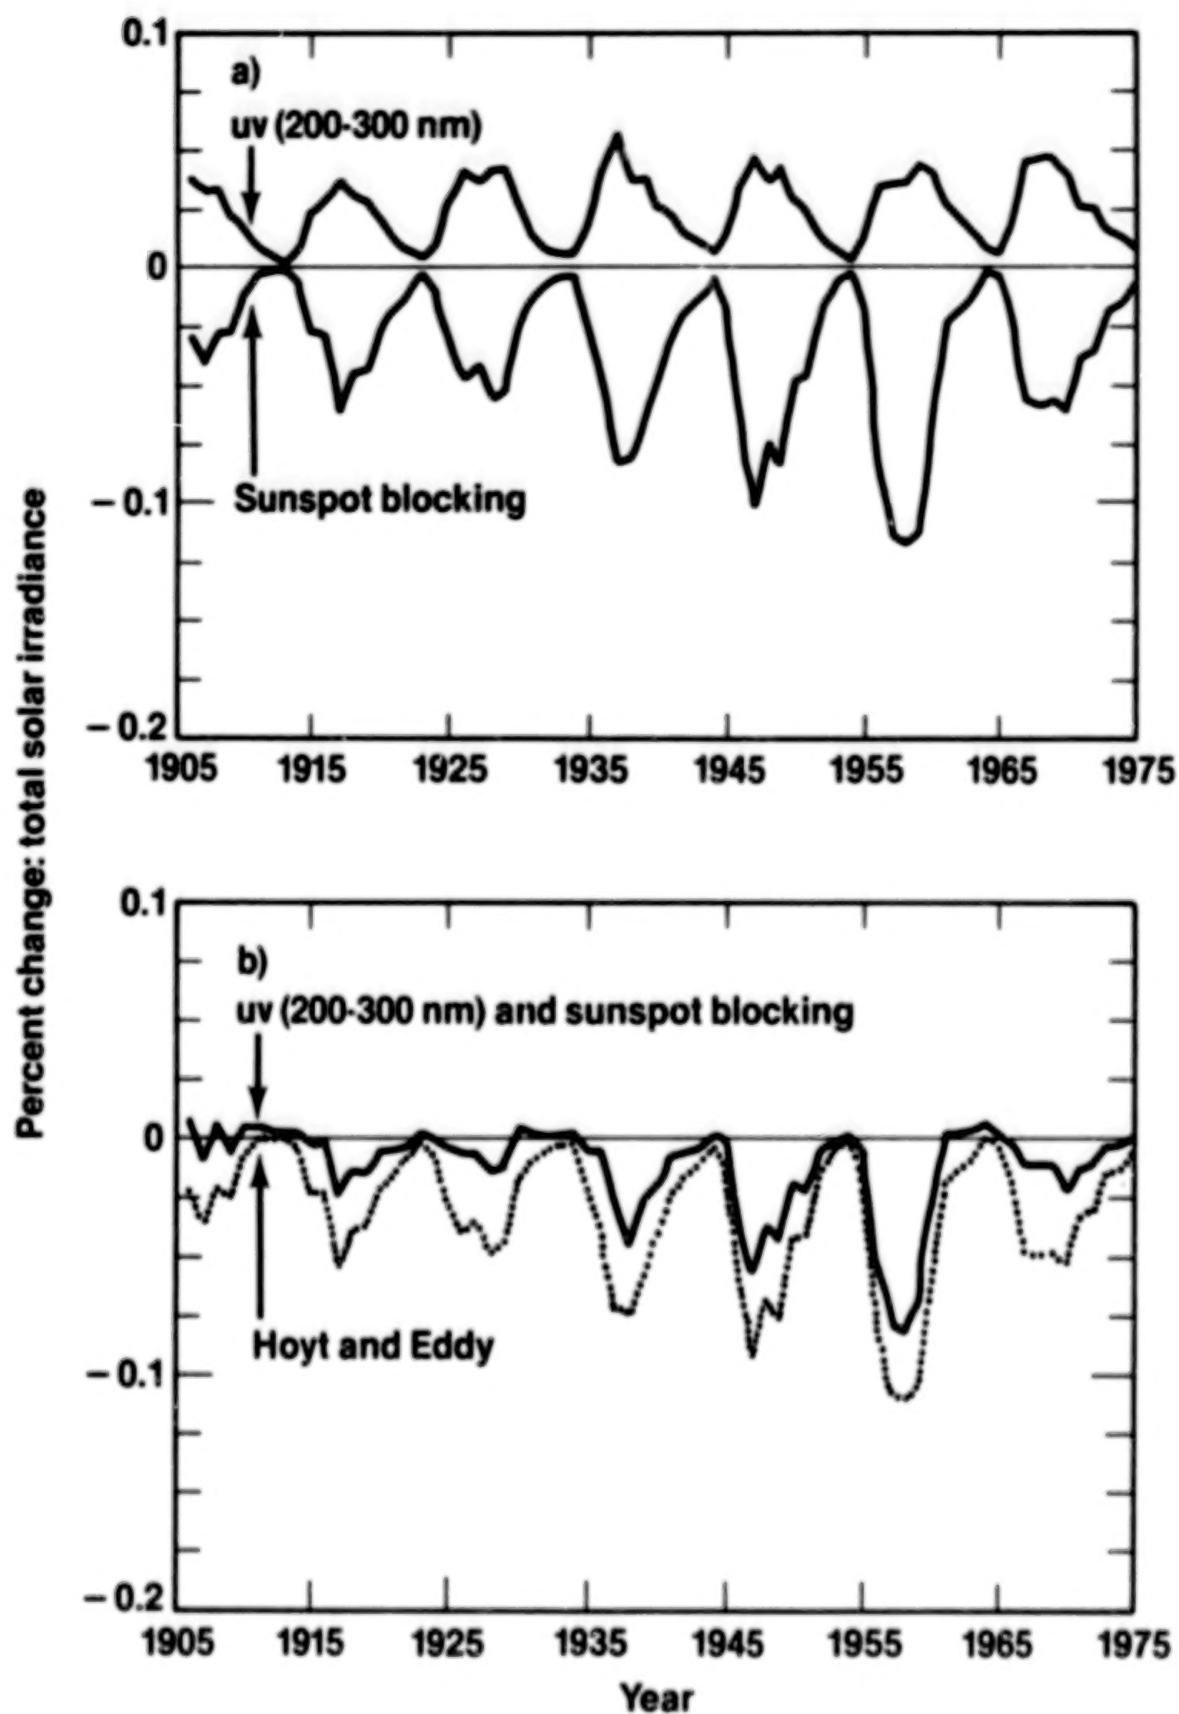 Percent change: total solar irradiance
0.1
a)
uv (200-300 nm)
0
Sunspot blocking
-0.1
-0.2
1905 1915 1925 1935 1945 1955 1965 1975
0.1
b)
uv (200-300 nm) and sunspot blocking
0
Hoyt and Eddy
-0.1
-0.2
1905 1915 1925 1935 1945 1955 1965 1975
Year